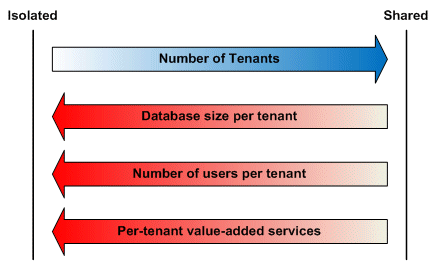 Isolated
Shared
Number of Tenants
Database size per tenant
Number of users per tenant
Per-tenant value-added services